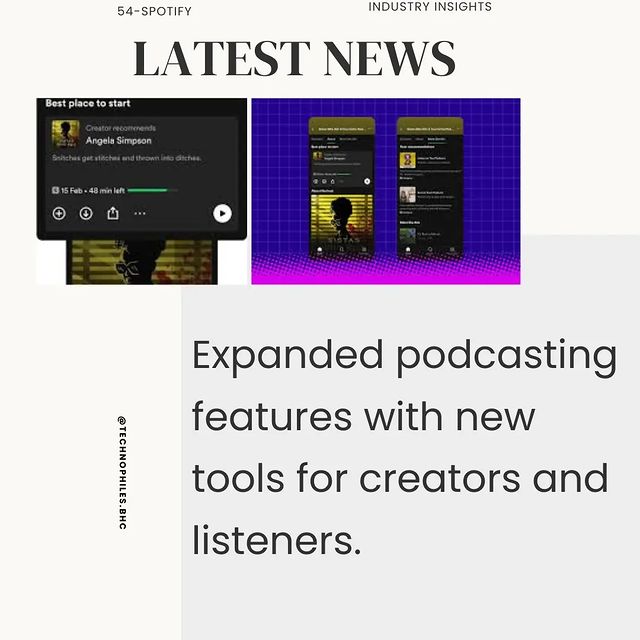 54-SPOTIFY
INDUSTRY INSIGHTS
LATEST NEWS
Best place to start
Creator recommends
Angela Simpson
Snitches get stitches and thrown into ditches.
15 Feb • 48 min left
SISTAS
Expanded podcasting
features with new
tools for creators and
listeners.
@TECHNOPHILES.BHC